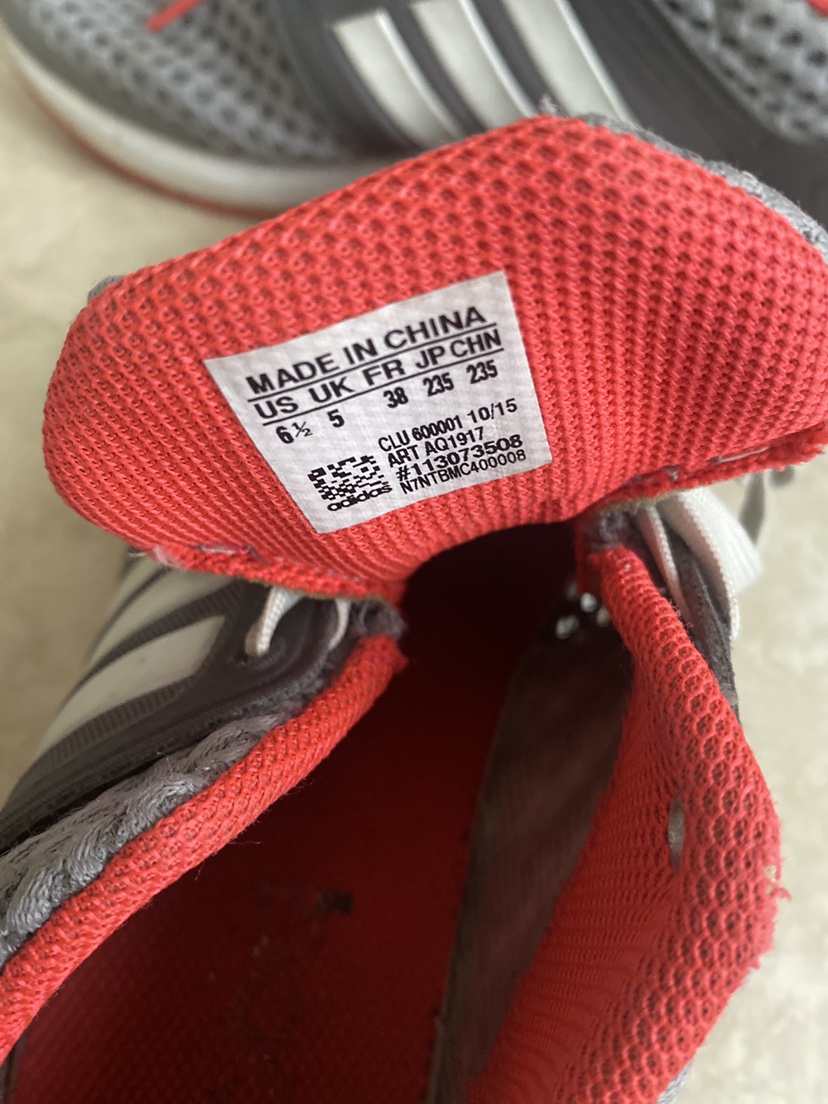 MADE IN CHINA
US UK FR JP CHN
6½ 5 38 235 235
CLU 600001 10/15
ART AQ1917
#113073508
N7NTBMC400008
adidas